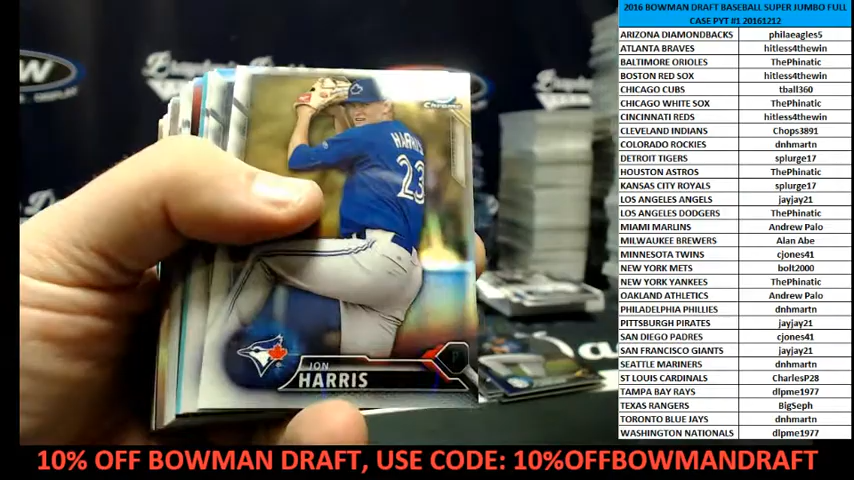 2016 BOWMAN DRAFT BASEBALL SUPER JUMBO FULL
CASE PYT #1 20161212
ARIZONA DIAMONDBACKS philaeagles5
ATLANTA BRAVES hitless4thewin
BALTIMORE ORIOLES ThePhinatic
BOSTON RED SOX hitless4thewin
CHICAGO CUBS tball360
CHICAGO WHITE SOX ThePhinatic
CINCINNATI REDS hitless4thewin
CLEVELAND INDIANS Chops3891
COLORADO ROCKIES dnhmartn
DETROIT TIGERS splurge17
HOUSTON ASTROS ThePhinatic
KANSAS CITY ROYALS splurge17
LOS ANGELES ANGELS jayjay21
LOS ANGELES DODGERS ThePhinatic
MIAMI MARLINS Andrew Palo
MILWAUKEE BREWERS Alan Abe
MINNESOTA TWINS cjones41
NEW YORK METS bolt2000
NEW YORK YANKEES ThePhinatic
OAKLAND ATHLETICS Andrew Palo
PHILADELPHIA PHILLIES dnhmartn
PITTSBURGH PIRATES jayjay21
SAN DIEGO PADRES cjones41
SAN FRANCISCO GIANTS jayjay21
SEATTLE MARINERS dnhmartn
ST LOUIS CARDINALS CharlesP28
TAMPA BAY RAYS dlpme1977
TEXAS RANGERS BigSeph
TORONTO BLUE JAYS dnhmartn
WASHINGTON NATIONALS dlpme1977
Chrome
HARRIS
23
JON
HARRIS
P
10% OFF BOWMAN DRAFT, USE CODE: 10%OFFBOWMANDRAFT